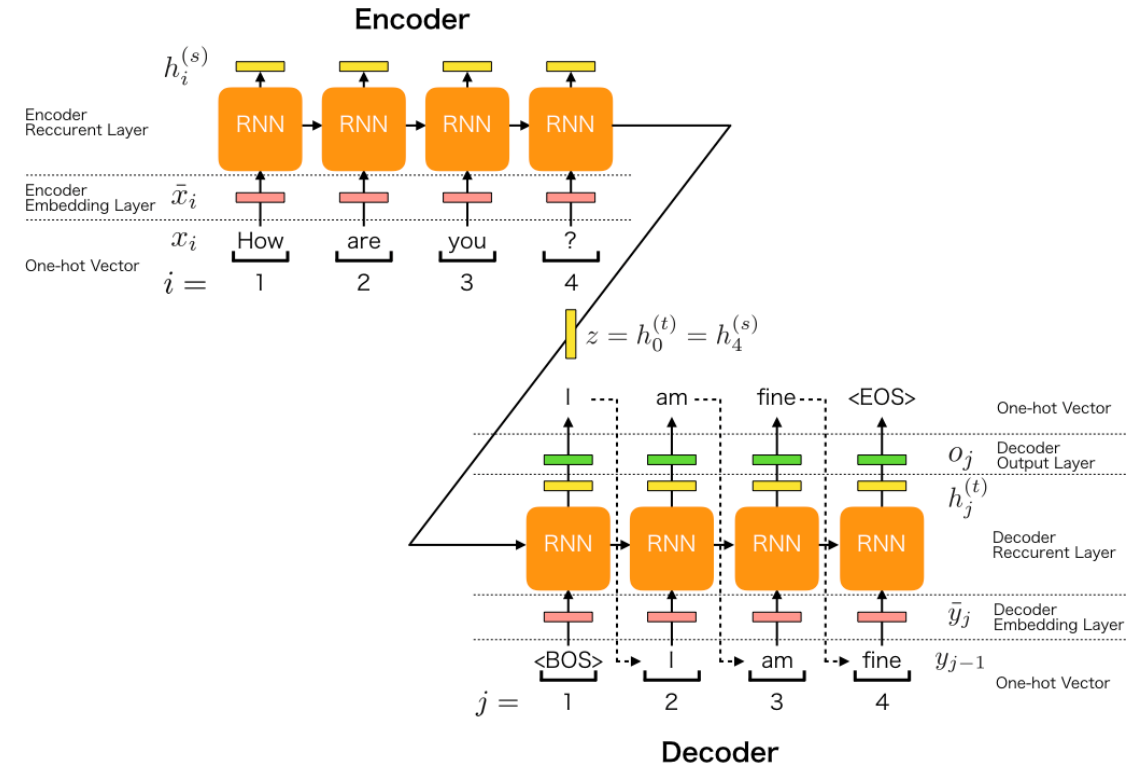 Encoder
h_i^{(s)}
Encoder
Reccurent Layer
RNN RNN RNN RNN
Encoder
Embedding Layer
x̄_i
x_i How are you ?
One-hot Vector
i = 1 2 3 4
z = h_0^{(t)} = h_4^{(s)}
I am fine <EOS>
One-hot Vector
o_j
Decoder
Output Layer
h_j^{(t)}
RNN RNN RNN RNN
Decoder
Reccurent Layer
ȳ_j
Decoder
Embedding Layer
<BOS> I am fine y_{j−1}
One-hot Vector
j = 1 2 3 4
Decoder